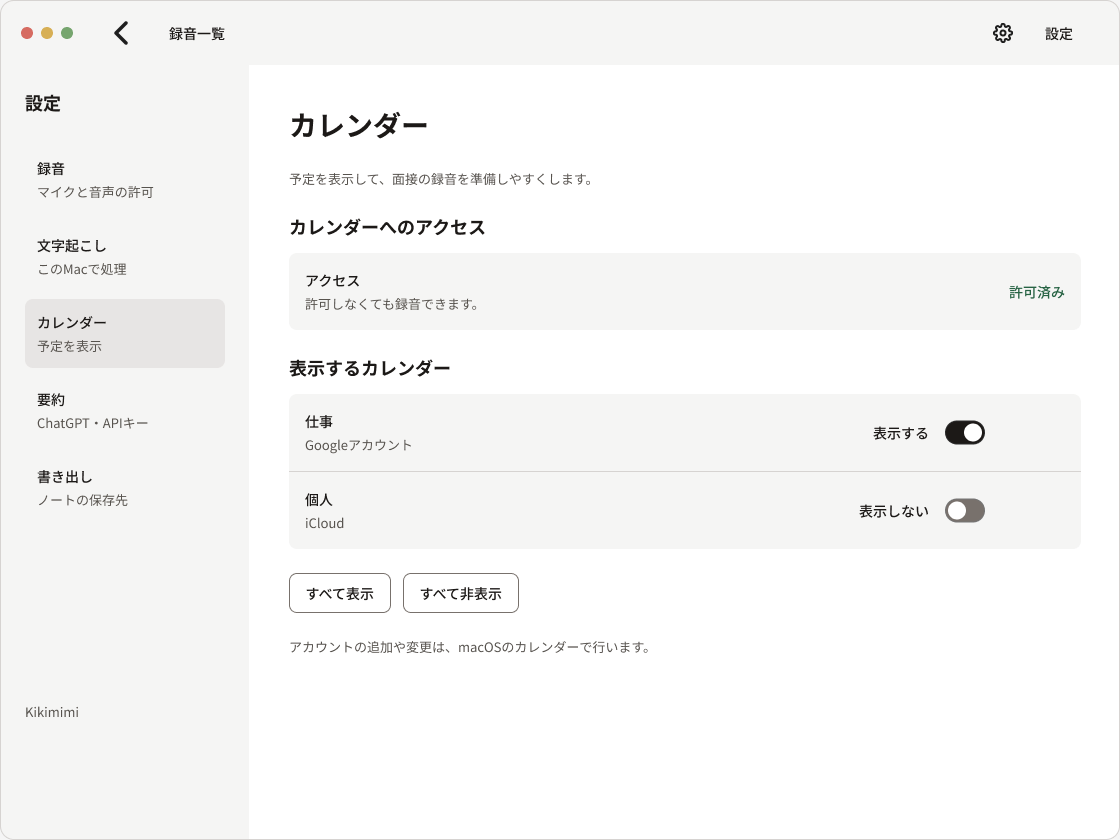 録音一覧
設定
設定
録音
マイクと音声の許可
文字起こし
このMacで処理
カレンダー
予定を表示
要約
ChatGPT・APIキー
書き出し
ノートの保存先
Kikimimi
カレンダー
予定を表示して、面接の録音を準備しやすくします。
カレンダーへのアクセス
アクセス
許可しなくても録音できます。
許可済み
表示するカレンダー
仕事
Googleアカウント
表示する
個人
iCloud
表示しない
すべて表示
すべて非表示
アカウントの追加や変更は、macOSのカレンダーで行います。